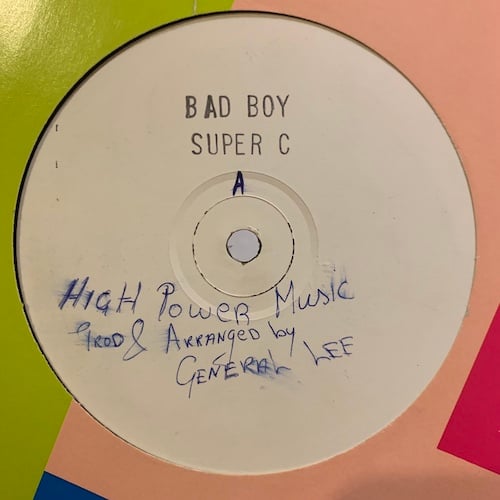 BAD BOY
SUPER C
A
HIGH POWER MUSIC
PROD & ARRANGED by
GENERAL LEE